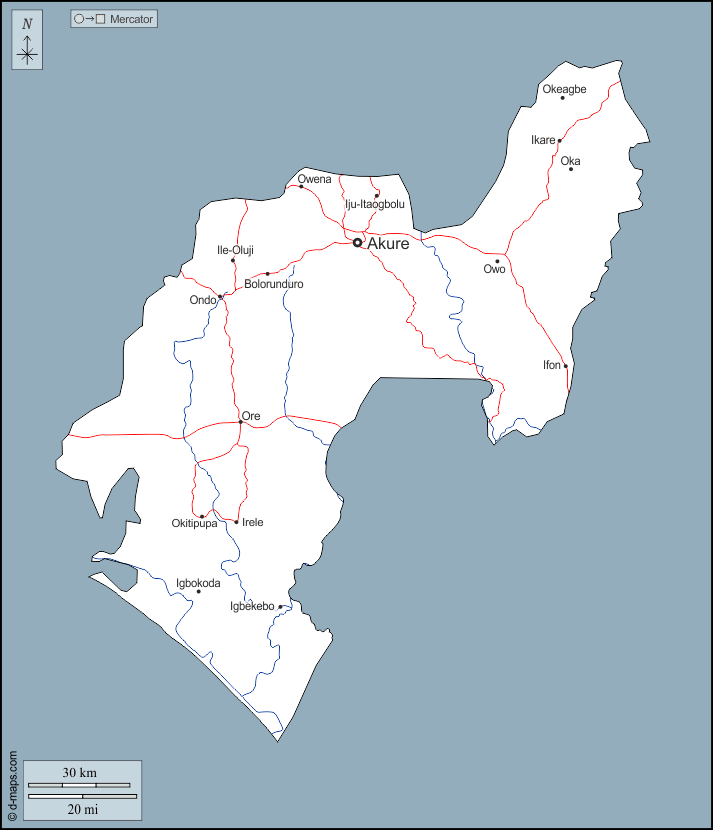 N
Mercator
Okeagbe
Ikare
Oka
Owena
Iju-Itaogbolu
Akure
Ile-Oluji
Owo
Bolorunduro
Ondo
Ifon
Ore
Okitipupa
Irele
Igbokoda
Igbekebo
30 km
20 mi
© d-maps.com